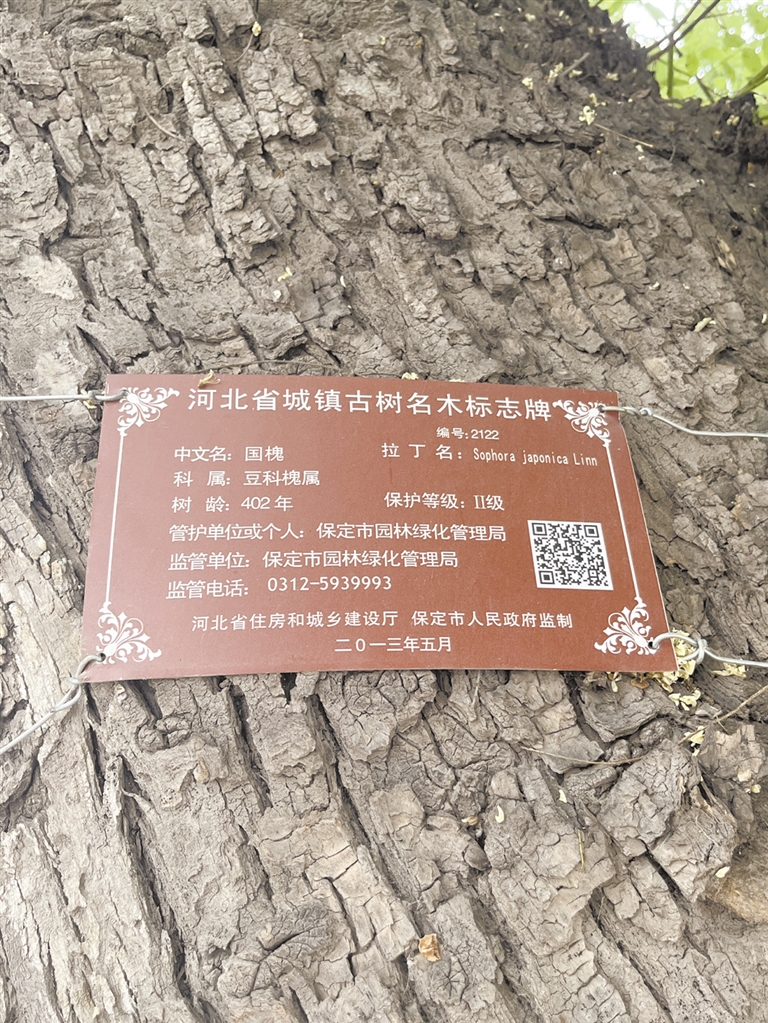 河北省城镇古树名木标志牌
编号:2122
中文名：国槐 拉丁名：Sophora japonica Linn
科 属：豆科槐属
树 龄：402年 保护等级：II级
管护单位或个人：保定市园林绿化管理局
监管单位：保定市园林绿化管理局
监管电话： 0312-5939993
河北省住房和城乡建设厅 保定市人民政府监制
二0一三年五月